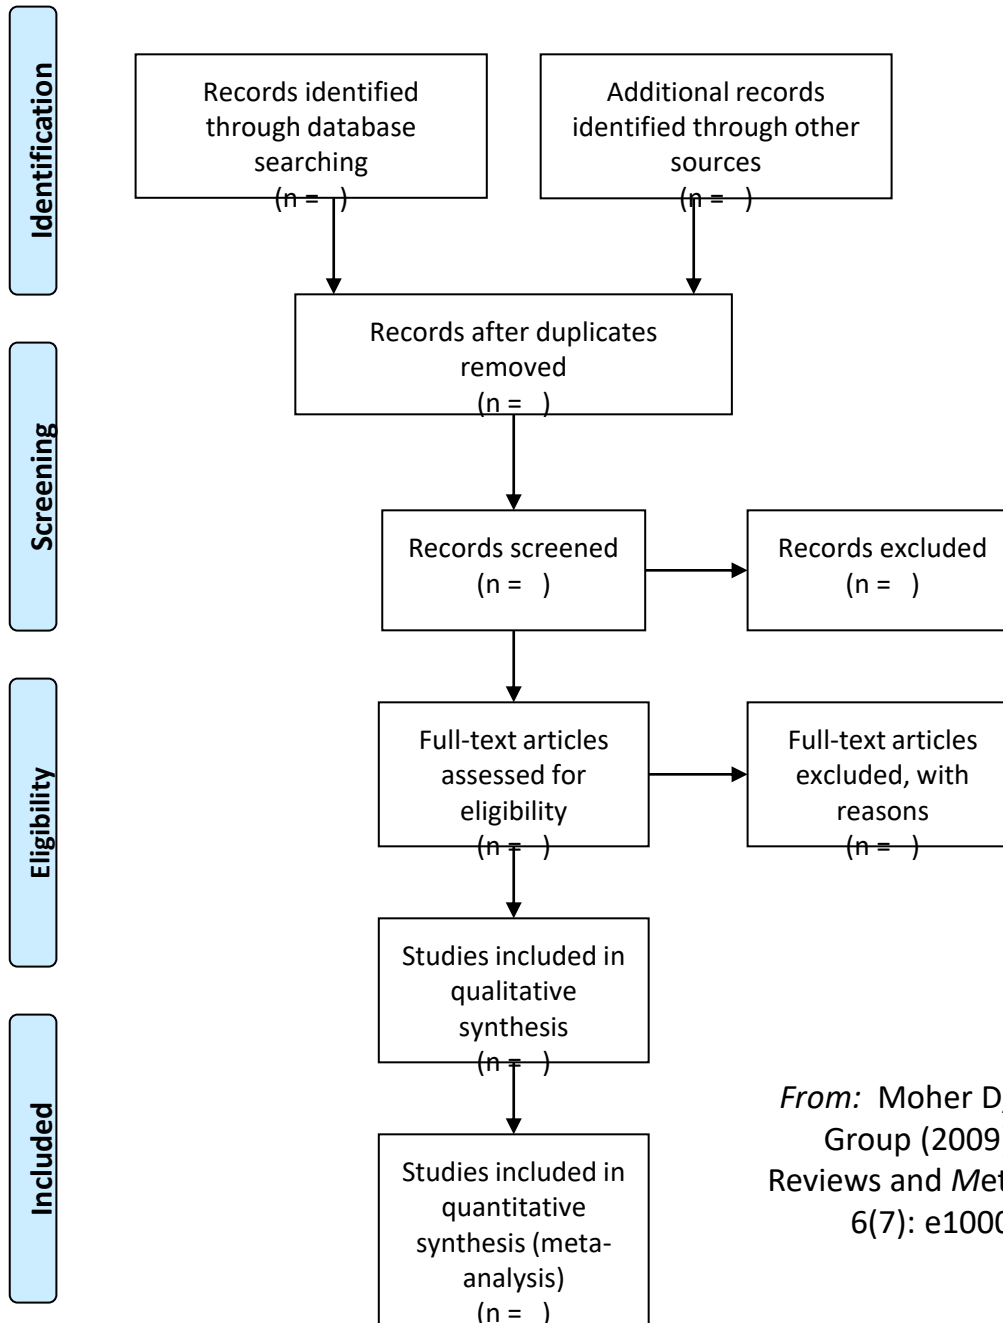 Identification
Records identified
through database
searching
(n =   )
Additional records
identified through other
sources
(n =   )
Records after duplicates
removed
(n =   )
Screening
Records screened
(n =   )
Records excluded
(n =   )
Eligibility
Full-text articles
assessed for
eligibility
(n =   )
Full-text articles
excluded, with
reasons
(n =   )
Studies included in
qualitative
synthesis
(n =   )
Included
Studies included in
quantitative
synthesis (meta-
analysis)
(n =   )
From:  Moher D,
Group (2009
Reviews and Met
6(7): e1000